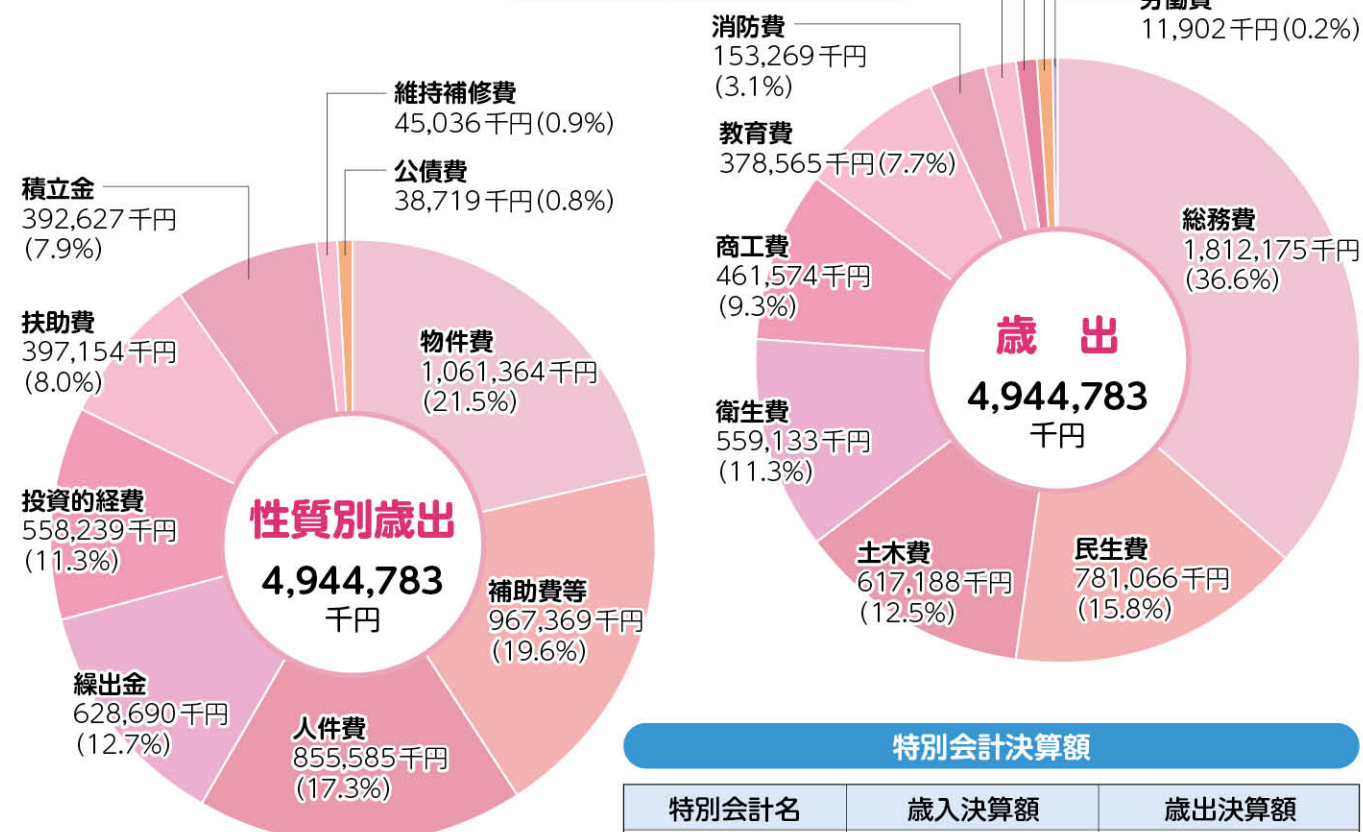 維持補修費
45,036千円(0.9%)
公債費
38,719千円(0.8%)
積立金
392,627千円
(7.9%)
扶助費
397,154千円
(8.0%)
投資的経費
558,239千円
(11.3%)
繰出金
628,690千円
(12.7%)
人件費
855,585千円
(17.3%)
補助費等
967,369千円
(19.6%)
物件費
1,061,364千円
(21.5%)
性質別歳出
4,944,783
千円
労働費
11,902千円(0.2%)
消防費
153,269千円
(3.1%)
教育費
378,565千円(7.7%)
商工費
461,574千円
(9.3%)
衛生費
559,133千円
(11.3%)
土木費
617,188千円
(12.5%)
民生費
781,066千円
(15.8%)
総務費
1,812,175千円
(36.6%)
歳 出
4,944,783
千円
特別会計決算額
特別会計名 歳入決算額 歳出決算額